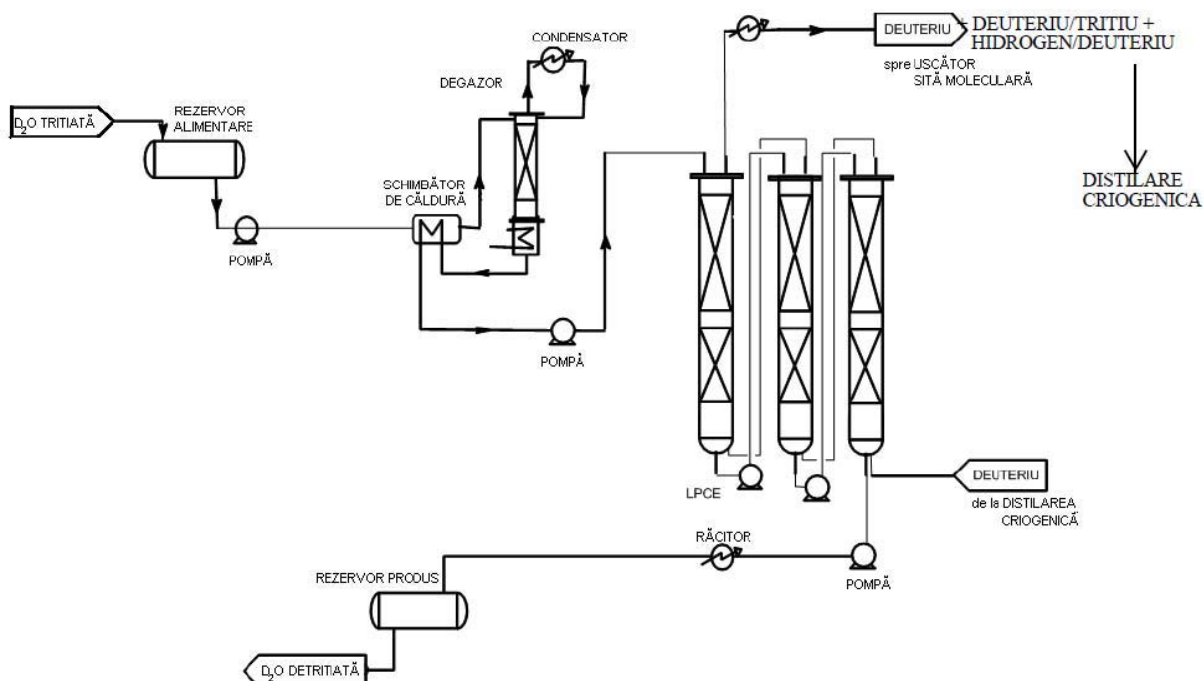 CONDENSATOR
DEUTERIU
+ DEUTERIU/TRITIU +
HIDROGEN/DEUTERIU
spre USCĂTOR
SITĂ MOLECULARĂ
DEGAZOR
D2O TRITIATĂ
REZERVOR
ALIMENTARE
SCHIMBĂTOR
DE CĂLDURĂ
DISTILARE
CRIOGENICA
POMPĂ
POMPĂ
LPCE
DEUTERIU
de la DISTILAREA
CRIOGENICĂ
RĂCITOR
POMPĂ
REZERVOR PRODUS
D2O DETRITIATĂ